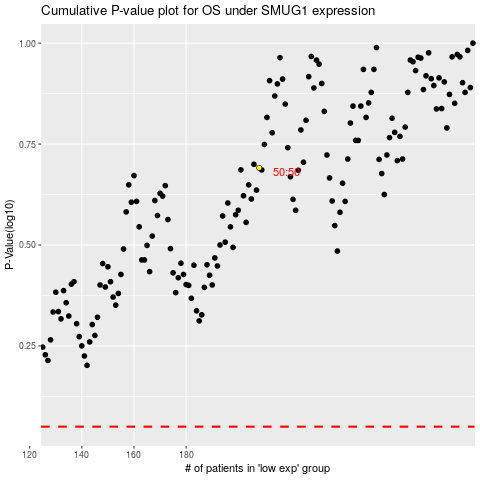 Cumulative P-value plot for OS under SMUG1 expression
P-Value(log10)
1.00
0.75
0.50
0.25
50:50
120 140 160 180
# of patients in 'low exp' group